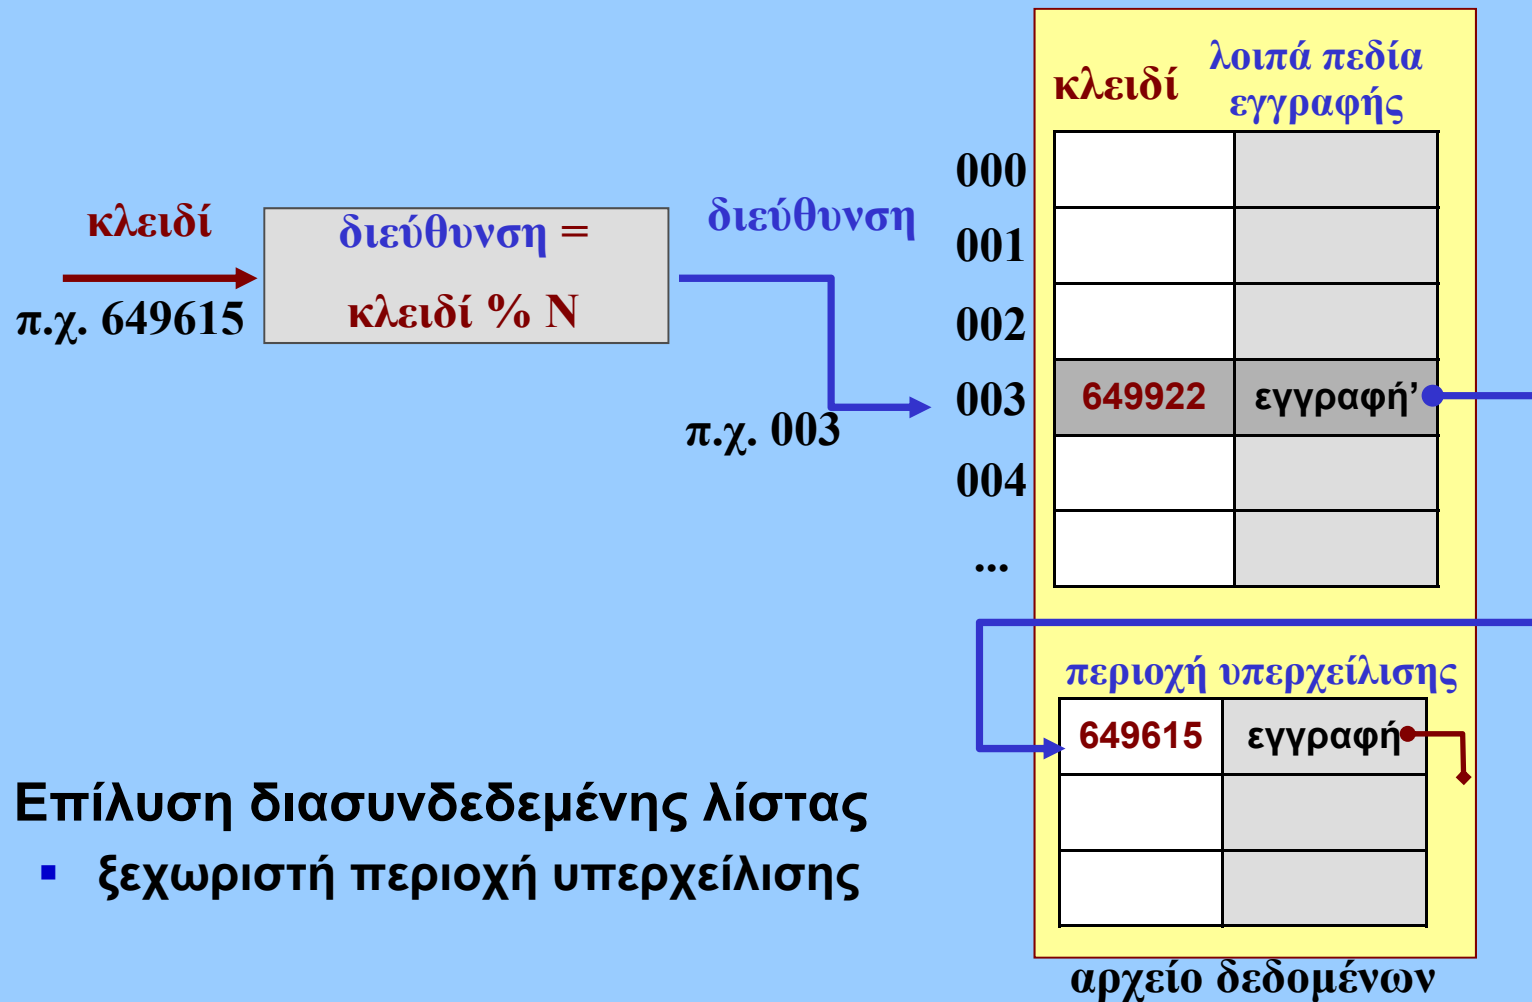 κλειδί
λοιπά πεδία
εγγραφής
000
001
002
003
004
...
κλειδί
π.χ. 649615
διεύθυνση =
κλειδί % N
διεύθυνση
π.χ. 003
649922 εγγραφή’
περιοχή υπερχείλισης
649615 εγγραφή
Επίλυση διασυνδεδεμένης λίστας
▪ ξεχωριστή περιοχή υπερχείλισης
αρχείο δεδομένων